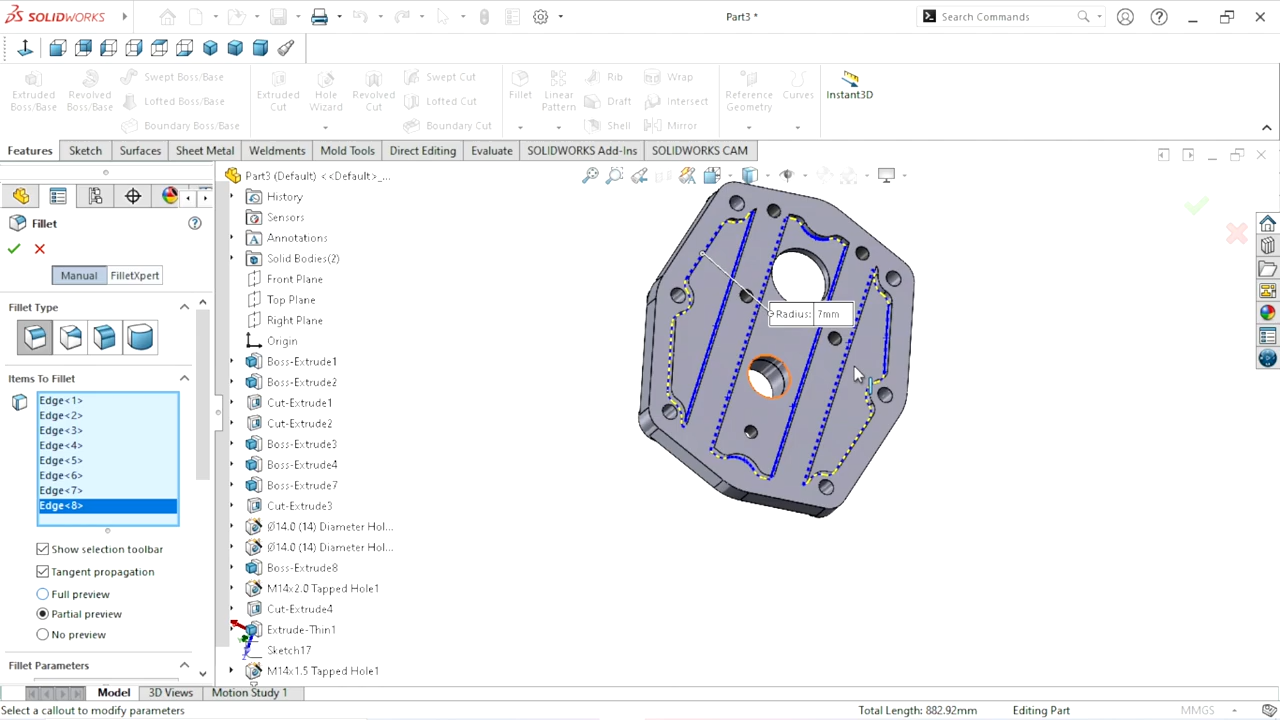 SOLIDWORKS
Part3 *
Search Commands
Extruded Boss/Base
Revolved Boss/Base
Swept Boss/Base
Lofted Boss/Base
Boundary Boss/Base
Extruded Cut
Hole Wizard
Revolved Cut
Swept Cut
Lofted Cut
Boundary Cut
Fillet
Linear Pattern
Rib
Draft
Shell
Wrap
Intersect
Mirror
Reference Geometry
Curves
Instant3D
Features
Sketch
Surfaces
Sheet Metal
Weldments
Mold Tools
Direct Editing
Evaluate
SOLIDWORKS Add-Ins
SOLIDWORKS CAM
Fillet
Manual
FilletXpert
Fillet Type
Items To Fillet
Edge<1>
Edge<2>
Edge<3>
Edge<4>
Edge<5>
Edge<6>
Edge<7>
Edge<8>
Show selection toolbar
Tangent propagation
Full preview
Partial preview
No preview
Fillet Parameters
Part3 (Default) <<Default>_...
History
Sensors
Annotations
Solid Bodies(2)
Front Plane
Top Plane
Right Plane
Origin
Boss-Extrude1
Boss-Extrude2
Cut-Extrude1
Cut-Extrude2
Boss-Extrude3
Boss-Extrude4
Boss-Extrude7
Cut-Extrude3
Ø14.0 (14) Diameter Hol...
Ø14.0 (14) Diameter Hol...
Boss-Extrude8
M14x2.0 Tapped Hole1
Cut-Extrude4
Extrude-Thin1
Sketch17
M14x1.5 Tapped Hole1
Radius: 7mm
Model
3D Views
Motion Study 1
Select a callout to modify parameters
Total Length: 882.92mm
Editing Part
MMGS